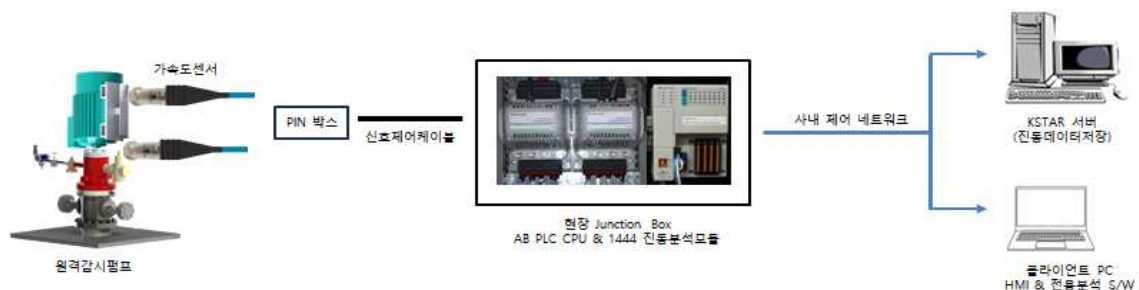 가속도센서
PIN 박스
신호제어케이블
원격감시펌프
현장 Junction Box
AB PLC CPU & 1444 진동분석모듈
사내 제어 네트워크
KSTAR 서버
(진동데이터저장)
클라이언트 PC
HMI & 전용분석 S/W